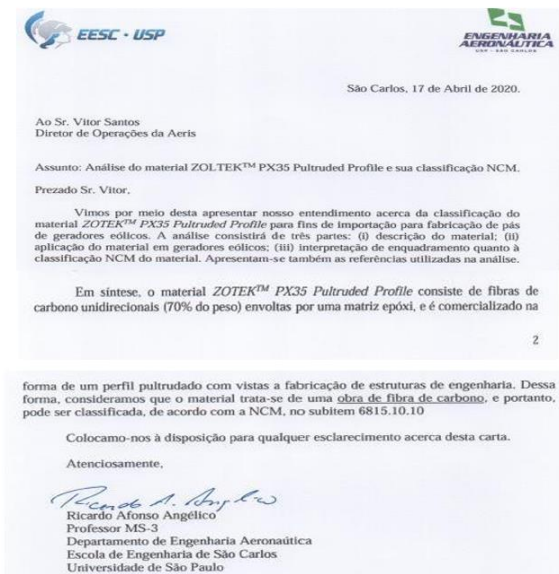 EESC · USP
ENGENHARIA
AERONÁUTICA
USP - SÃO CARLOS
São Carlos, 17 de Abril de 2020.
Ao Sr. Vitor Santos
Diretor de Operações da Aeris
Assunto: Análise do material ZOLTEK™ PX35 Pultruded Profile e sua classificação NCM.
Prezado Sr. Vitor,
Vimos por meio desta apresentar nosso entendimento acerca da classificação do
material ZOTEK™ PX35 Pultruded Profile para fins de importação para fabricação de pás
de geradores eólicos. A análise consistirá de três partes: (i) descrição do material; (ii)
aplicação do material em geradores eólicos; (iii) interpretação de enquadramento quanto à
classificação NCM do material. Apresentam-se também as referências utilizadas na análise.
Em síntese, o material ZOTEK™ PX35 Pultruded Profile consiste de fibras de
carbono unidirecionais (70% do peso) envoltas por uma matriz epóxi, e é comercializado na
2
forma de um perfil pultrudado com vistas a fabricação de estruturas de engenharia. Dessa
forma, consideramos que o material trata-se de uma obra de fibra de carbono, e portanto,
pode ser classificada, de acordo com a NCM, no subitem 6815.10.10
Colocamo-nos à disposição para qualquer esclarecimento acerca desta carta.
Atenciosamente,
Ricardo A. Angélico
Ricardo Afonso Angélico
Professor MS-3
Departamento de Engenharia Aeronaútica
Escola de Engenharia de São Carlos
Universidade de São Paulo